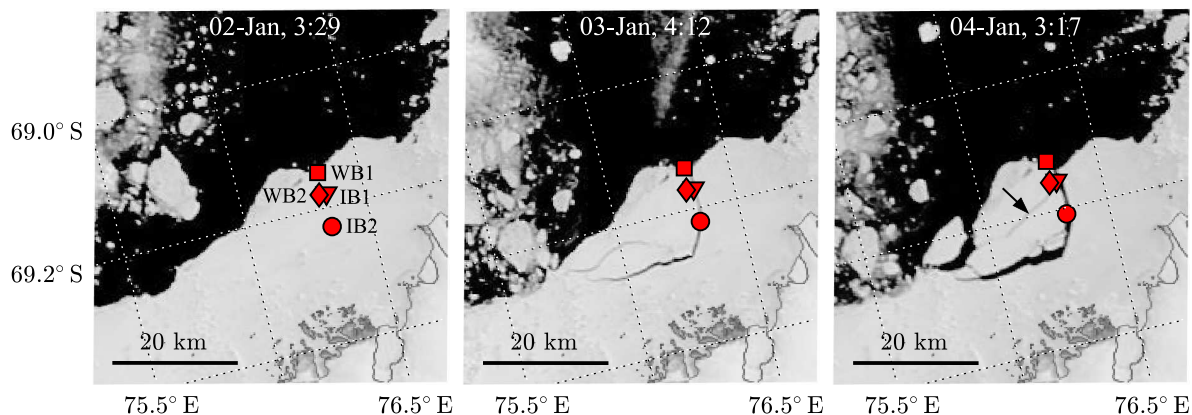 02-Jan, 3:29
03-Jan, 4:12
04-Jan, 3:17
69.0° S
69.2° S
WB1
WB2
IB1
IB2
20 km
20 km
20 km
75.5° E
76.5° E
75.5° E
76.5° E
75.5° E
76.5° E